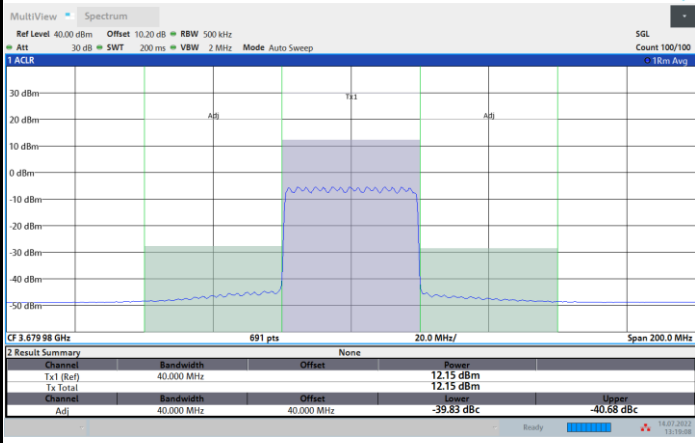 MultiView Spectrum
Ref Level 40.00 dBm Offset 10.20 dB RBW 500 kHz SGL
Att 30 dB SWT 200 ms VBW 2 MHz Mode Auto Sweep Count 100/100
1 ACLR 1Rm Avg
Tx1
30 dBm
Adj Adj
20 dBm
10 dBm
0 dBm
-10 dBm
-20 dBm
-30 dBm
-40 dBm
-50 dBm
CF 3.679 98 GHz 691 pts 20.0 MHz/ Span 200.0 MHz
2 Result Summary None
Channel Bandwidth Offset Power
Tx1 (Ref) 40.000 MHz 12.15 dBm
Tx Total 12.15 dBm
Channel Bandwidth Offset Lower Upper
Adj 40.000 MHz 40.000 MHz -39.83 dBc -40.68 dBc
Ready 14.07.2022
11:19:08